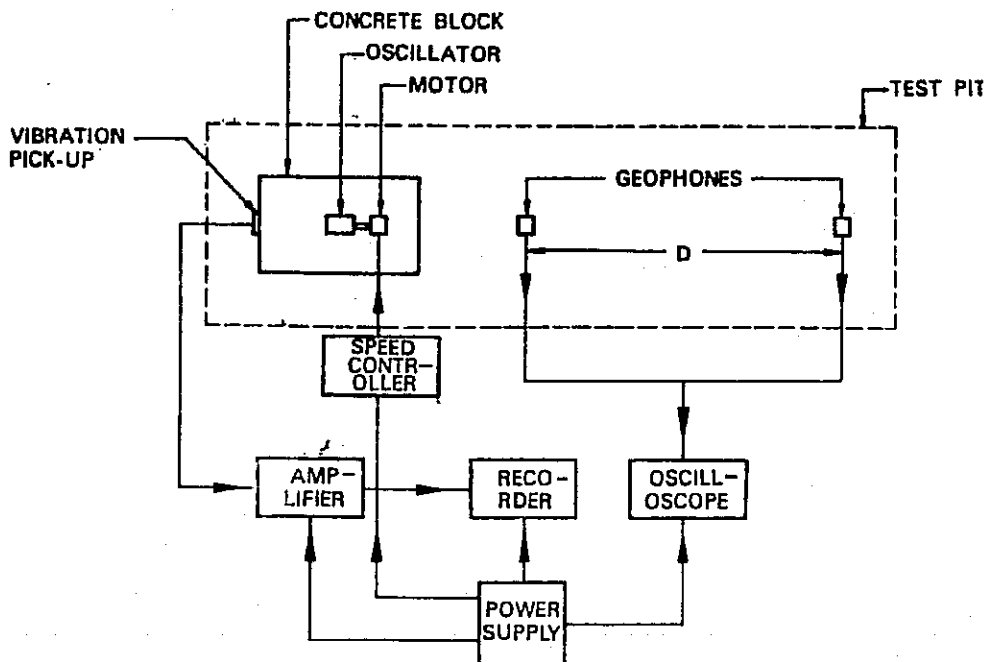 CONCRETE BLOCK
OSCILLATOR
MOTOR
TEST PIT
VIBRATION
PICK-UP
GEOPHONES
D
SPEED
CONTR-
OLLER
AMP-
LIFIER
RECO-
RDER
OSCILL-
OSCOPE
POWER
SUPPLY